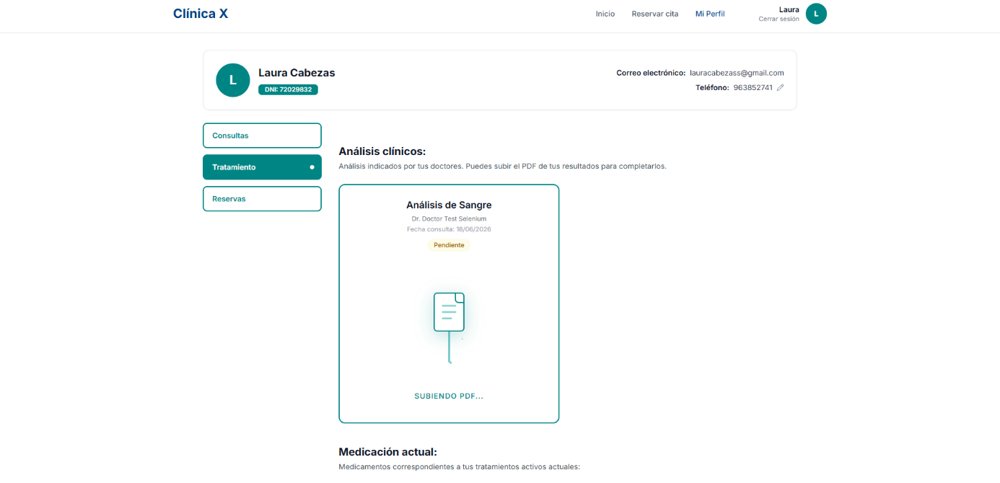 Clínica X
Inicio
Reservar cita
Mi Perfil
Laura
Cerrar sesión
L
L
Laura Cabezas
DNI: 72029832
Correo electrónico: lauracabezass@gmail.com
Teléfono: 963852741
Consultas
Tratamiento
Reservas
Análisis clínicos:
Análisis indicados por tus doctores. Puedes subir el PDF de tus resultados para completarlos.
Análisis de Sangre
Dr. Doctor Test Selenium
Fecha consulta: 18/06/2026
Pendiente
SUBIENDO PDF...
Medicación actual:
Medicamentos correspondientes a tus tratamientos activos actuales: